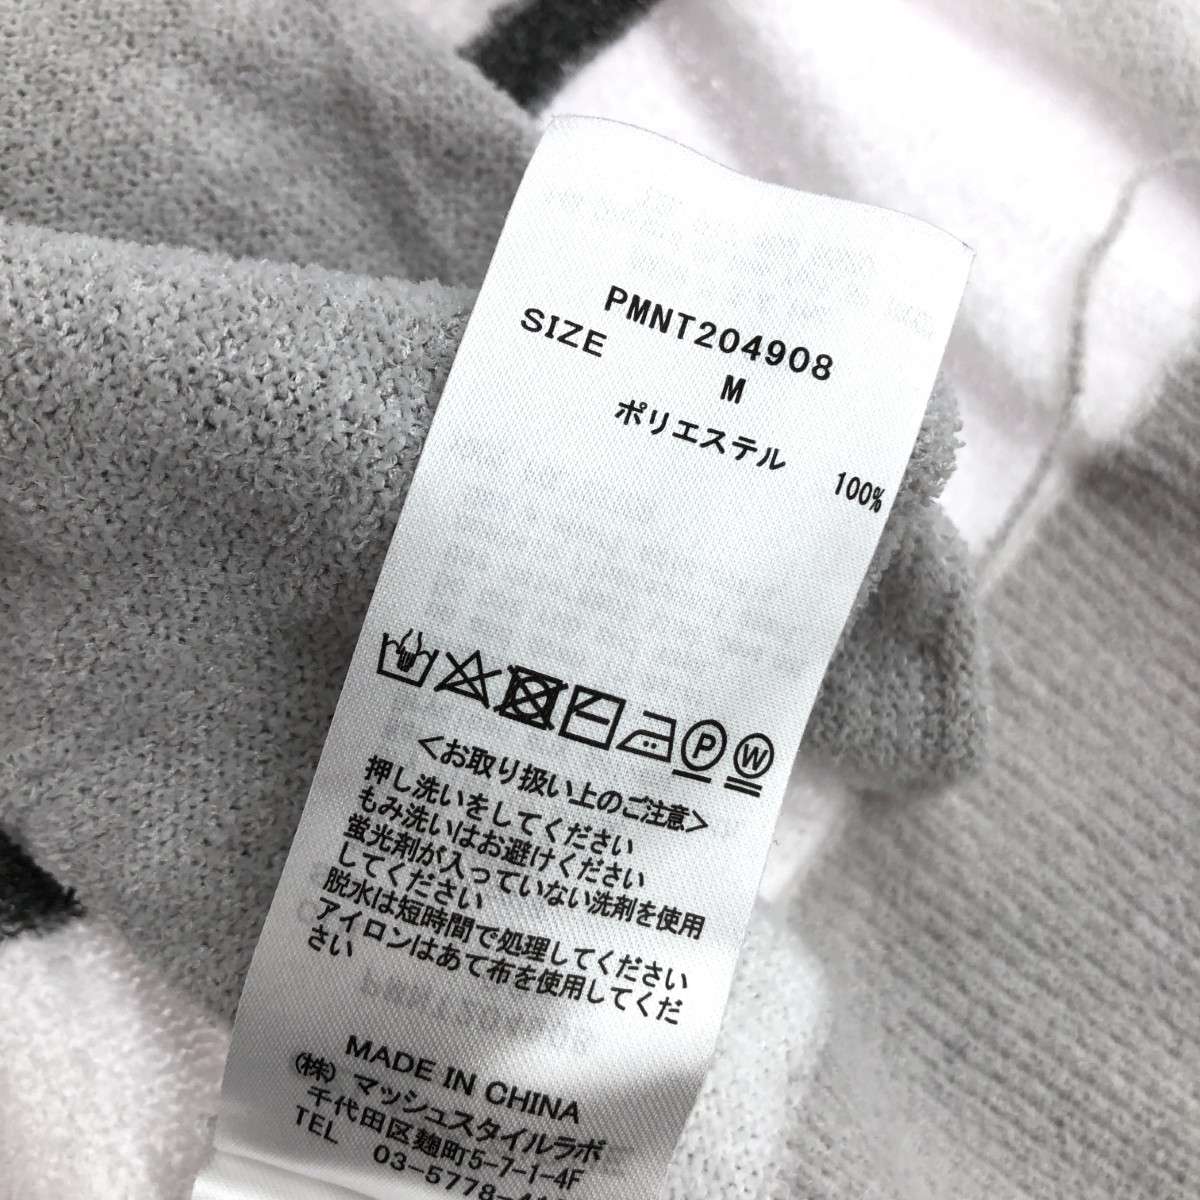 PMNT204908
SIZE
M
ポリエステル 100%
P W
<お取り扱い上のご注意>
押し洗いをしてください
もみ洗いはお避けください
蛍光剤が入っていない洗剤を使用
してください
脱水は短時間で処理してください
アイロンはあて布を使用してくだ
さい
MADE IN CHINA
(株) マッシュスタイルラボ
千代田区麹町5-7-1-4F
TEL